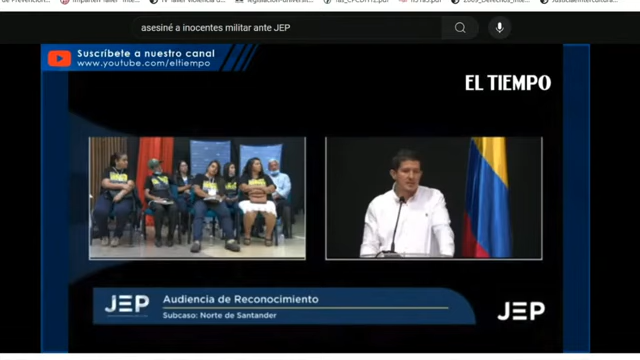 asesiné a inocentes militar ante JEP
Suscríbete a nuestro canal
www.youtube.com/eltiempo
EL TIEMPO
JEP
Audiencia de Reconocimiento
Subcaso: Norte de Santander
JEP